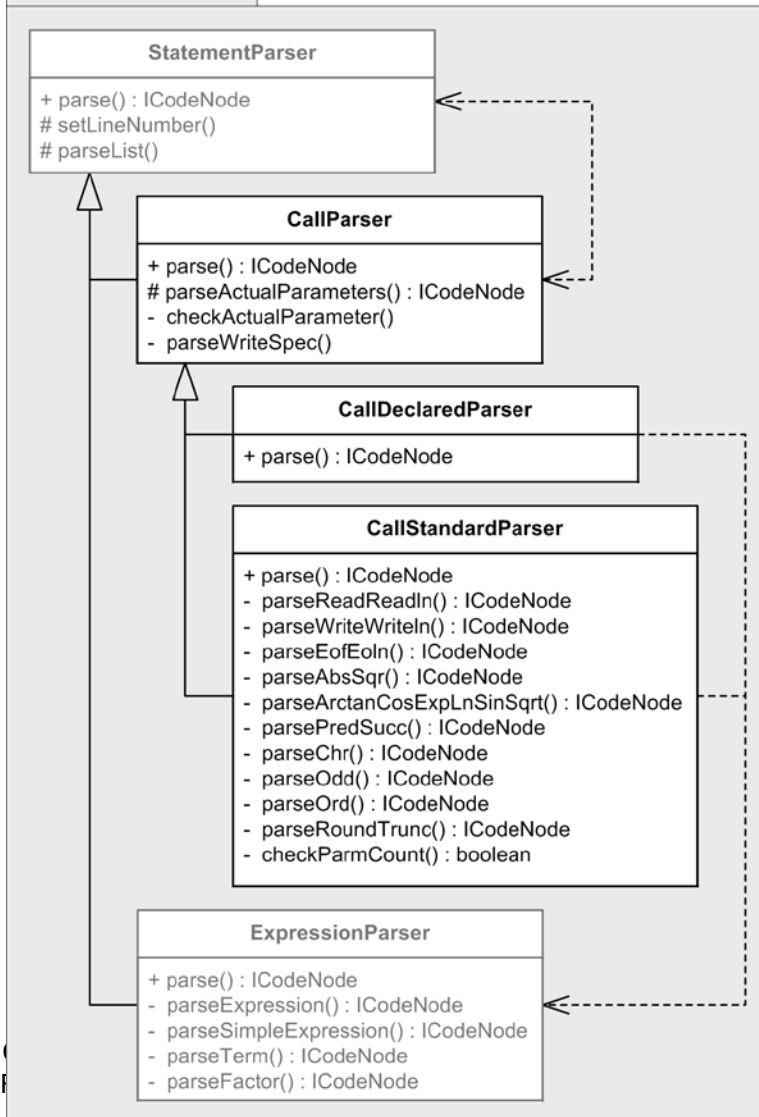 StatementParser
+ parse() : ICodeNode
# setLineNumber()
# parseList()
CallParser
+ parse() : ICodeNode
# parseActualParameters() : ICodeNode
- checkActualParameter()
- parseWriteSpec()
CallDeclaredParser
+ parse() : ICodeNode
CallStandardParser
+ parse() : ICodeNode
- parseReadReadln() : ICodeNode
- parseWriteWriteln() : ICodeNode
- parseEofEoln() : ICodeNode
- parseAbsSqr() : ICodeNode
- parseArctanCosExpLnSinSqrt() : ICodeNode
- parsePredSucc() : ICodeNode
- parseChr() : ICodeNode
- parseOdd() : ICodeNode
- parseOrd() : ICodeNode
- parseRoundTrunc() : ICodeNode
- checkParmCount() : boolean
ExpressionParser
+ parse() : ICodeNode
- parseExpression() : ICodeNode
- parseSimpleExpression() : ICodeNode
- parseTerm() : ICodeNode
- parseFactor() : ICodeNode